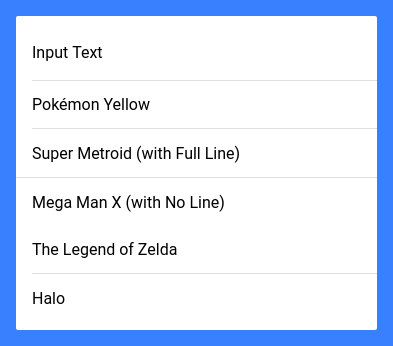 Input Text
Pokémon Yellow
Super Metroid (with Full Line)
Mega Man X (with No Line)
The Legend of Zelda
Halo